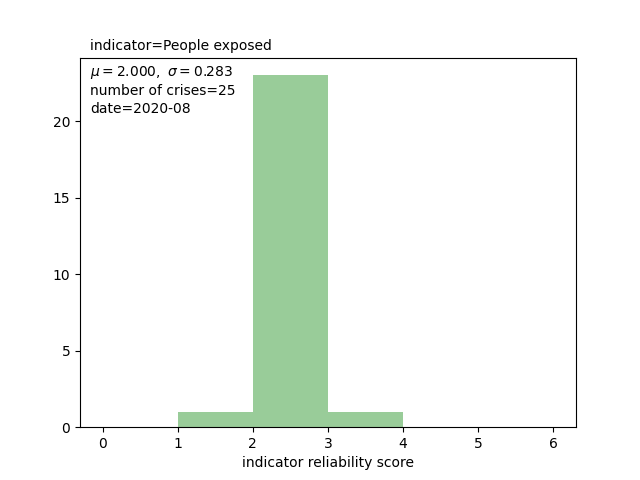 indicator=People exposed
μ = 2.000, σ = 0.283
number of crises=25
date=2020-08
20
15
10
5
0
0 1 2 3 4 5 6
indicator reliability score